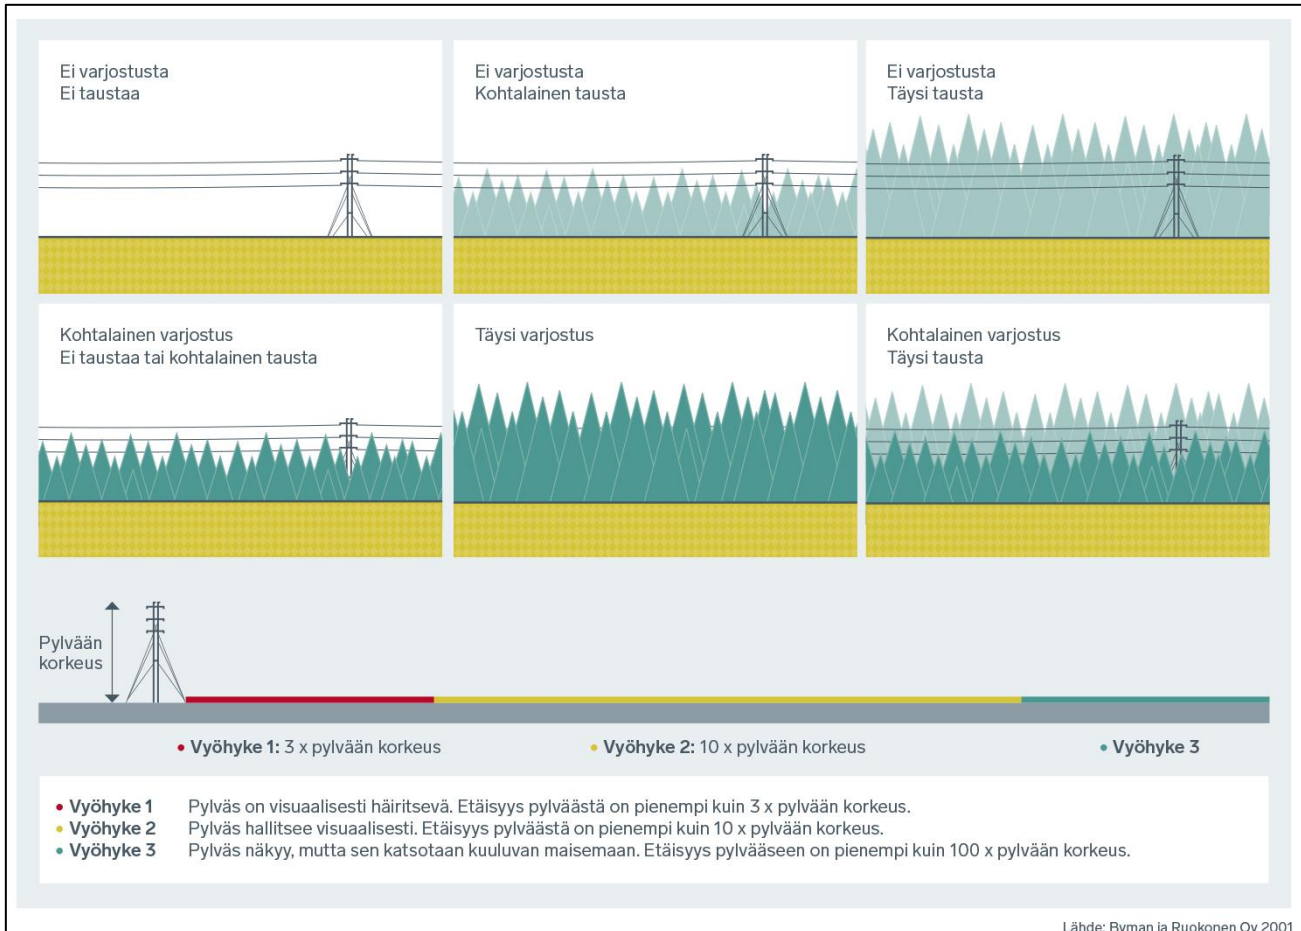 Ei varjostusta
Ei taustaa
Ei varjostusta
Kohtalainen tausta
Ei varjostusta
Täysi tausta
Kohtalainen varjostus
Ei taustaa tai kohtalainen tausta
Täysi varjostus
Kohtalainen varjostus
Täysi tausta
Pylvään
korkeus
• Vyöhyke 1: 3 x pylvään korkeus
• Vyöhyke 2: 10 x pylvään korkeus
• Vyöhyke 3
• Vyöhyke 1 Pylväs on visuaalisesti häiritsevä. Etäisyys pylväästä on pienempi kuin 3 x pylvään korkeus.
• Vyöhyke 2 Pylväs hallitsee visuaalisesti. Etäisyys pylväästä on pienempi kuin 10 x pylvään korkeus.
• Vyöhyke 3 Pylväs näkyy, mutta sen katsotaan kuuluvan maisemaan. Etäisyys pylvääseen on pienempi kuin 100 x pylvään korkeus.
Lähde: Byman ja Ruokonen Oy 2001